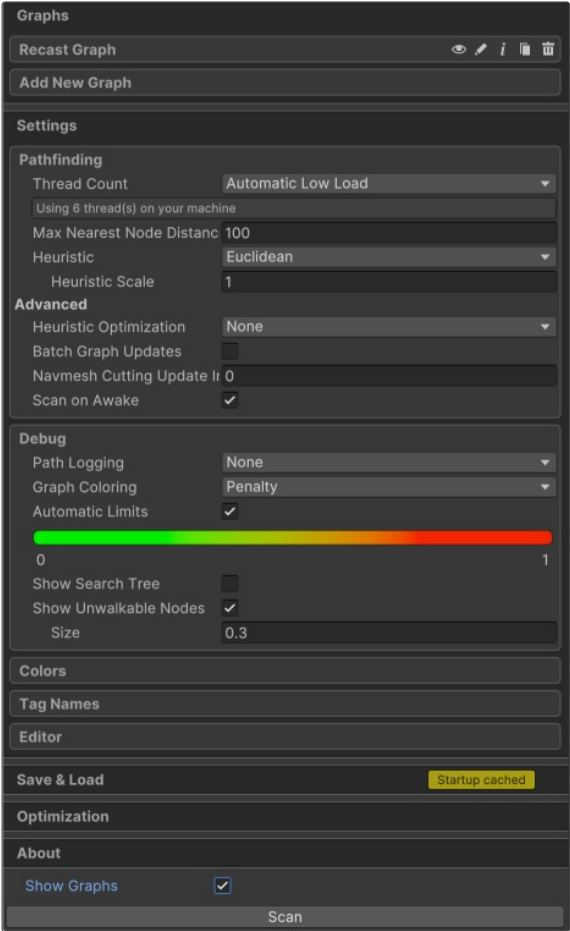 Graphs
Recast Graph
Add New Graph
Settings
Pathfinding
Thread Count Automatic Low Load
Using 6 thread(s) on your machine
Max Nearest Node Distanc 100
Heuristic Euclidean
Heuristic Scale 1
Advanced
Heuristic Optimization None
Batch Graph Updates
Navmesh Cutting Update Ir 0
Scan on Awake
Debug
Path Logging None
Graph Coloring Penalty
Automatic Limits
0 1
Show Search Tree
Show Unwalkable Nodes
Size 0.3
Colors
Tag Names
Editor
Save & Load Startup cached
Optimization
About
Show Graphs
Scan